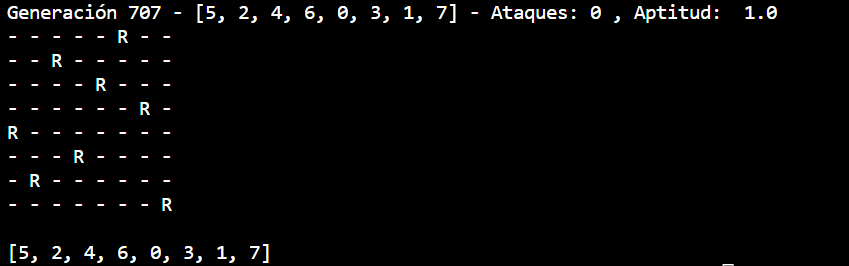 Generación 707 - [5, 2, 4, 6, 0, 3, 1, 7] - Ataques: 0 , Aptitud:  1.0
- - - - - R - -
- - R - - - - -
- - - - R - - -
- - - - - - R -
R - - - - - - -
- - - R - - - -
- R - - - - - -
- - - - - - - R
[5, 2, 4, 6, 0, 3, 1, 7]